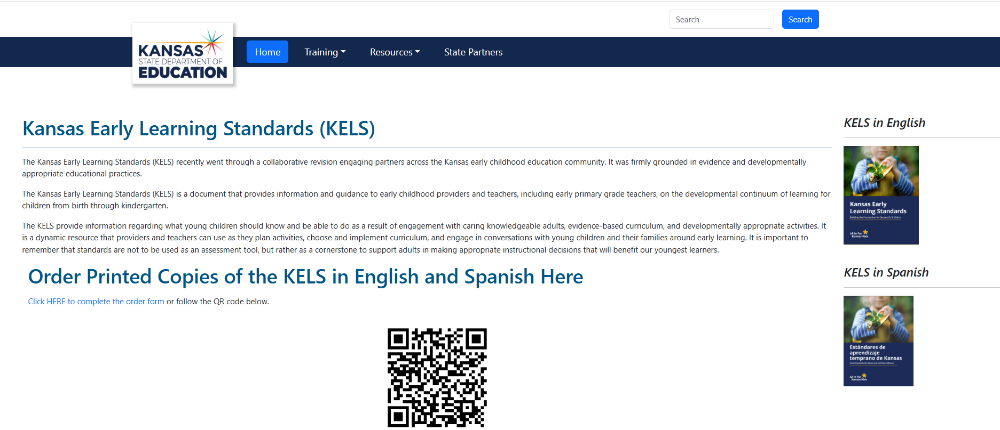 Search
Search
KANSAS
STATE DEPARTMENT OF
EDUCATION
Home
Training
Resources
State Partners
Kansas Early Learning Standards (KELS)
The Kansas Early Learning Standards (KELS) recently went through a collaborative revision engaging partners across the Kansas early childhood education community. It was firmly grounded in evidence and developmentally
appropriate educational practices.
The Kansas Early Learning Standards (KELS) is a document that provides information and guidance to early childhood providers and teachers, including early primary grade teachers, on the developmental continuum of learning for
children from birth through kindergarten.
The KELS provide information regarding what young children should know and be able to do as a result of engagement with caring knowledgeable adults, evidence-based curriculum, and developmentally appropriate activities. It
is a dynamic resource that providers and teachers can use as they plan activities, choose and implement curriculum, and engage in conversations with young children and their families around early learning. It is important to
remember that standards are not to be used as an assessment tool, but rather as a cornerstone to support adults in making appropriate instructional decisions that will benefit our youngest learners.
Order Printed Copies of the KELS in English and Spanish Here
Click HERE to complete the order form or follow the QR code below.
KELS in English
Kansas Early
Learning Standards
Building the Foundation for Successful Children
All In For
Kansas Kids
KELS in Spanish
Estándares de
aprendizaje
temprano de Kansas
Construyendo las bases para niños exitosos
All In For
Kansas Kids